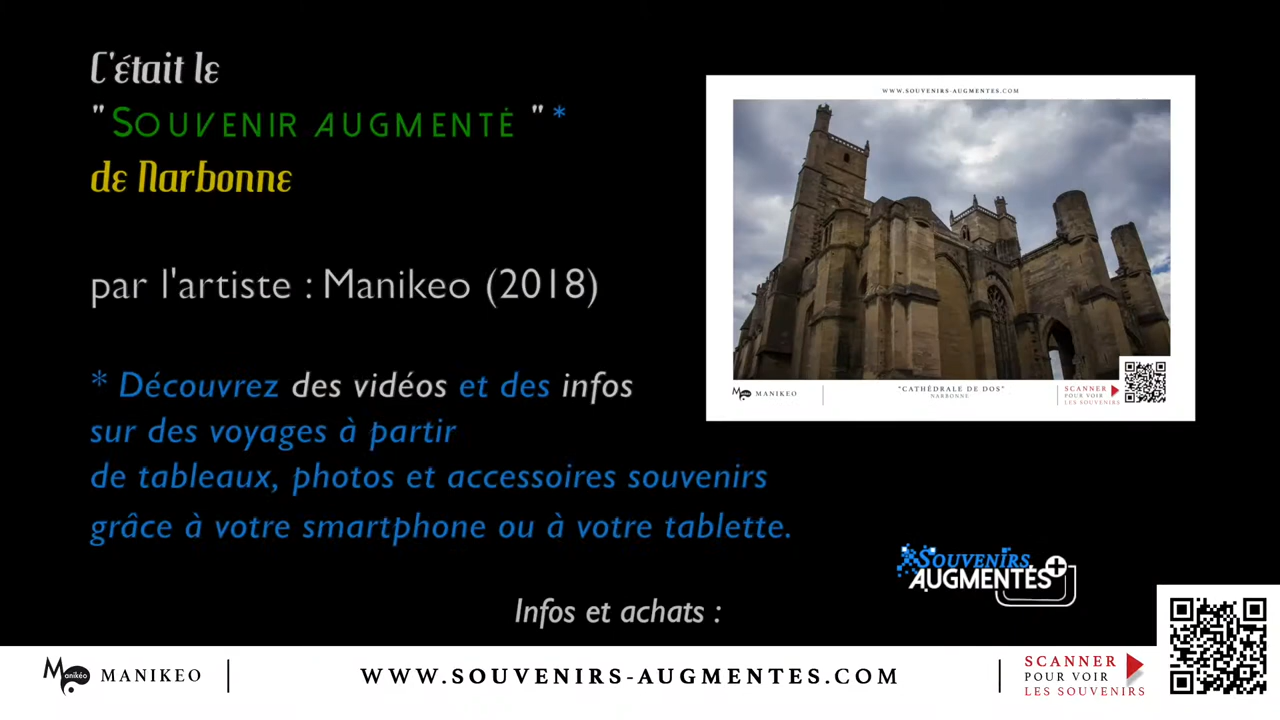 C'était le
"SOUVENIR AUGMENTÉ "*
de Narbonne
par l'artiste : Manikeo (2018)
* Découvrez des vidéos et des infos
sur des voyages à partir
de tableaux, photos et accessoires souvenirs
grâce à votre smartphone ou à votre tablette.
WWW.SOUVENIRS-AUGMENTES.COM
MANIKEO
"CATHÉDRALE DE DOS"
NARBONNE
SCANNER
POUR VOIR
LES SOUVENIRS
SOUVENIRS
AUGMENTÉS+
Infos et achats :
Manikéo
MANIKEO
WWW.SOUVENIRS-AUGMENTES.COM
SCANNER
POUR VOIR
LES SOUVENIRS